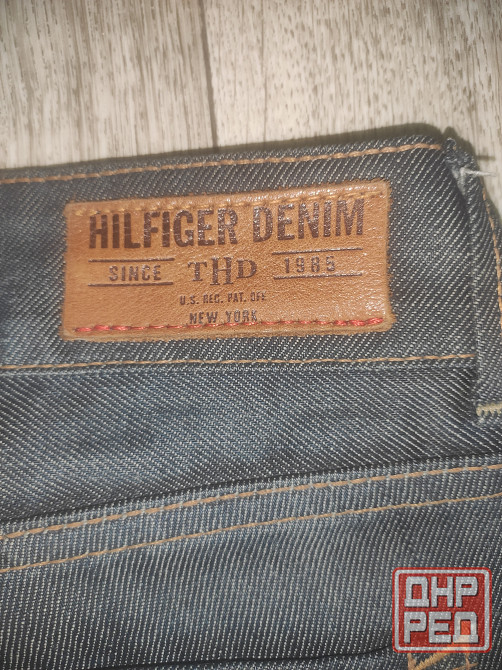 HILFIGER DENIM
SINCE THD 1985
U.S. REG. PAT. OFF
NEW YORK
ДНР
РЕД